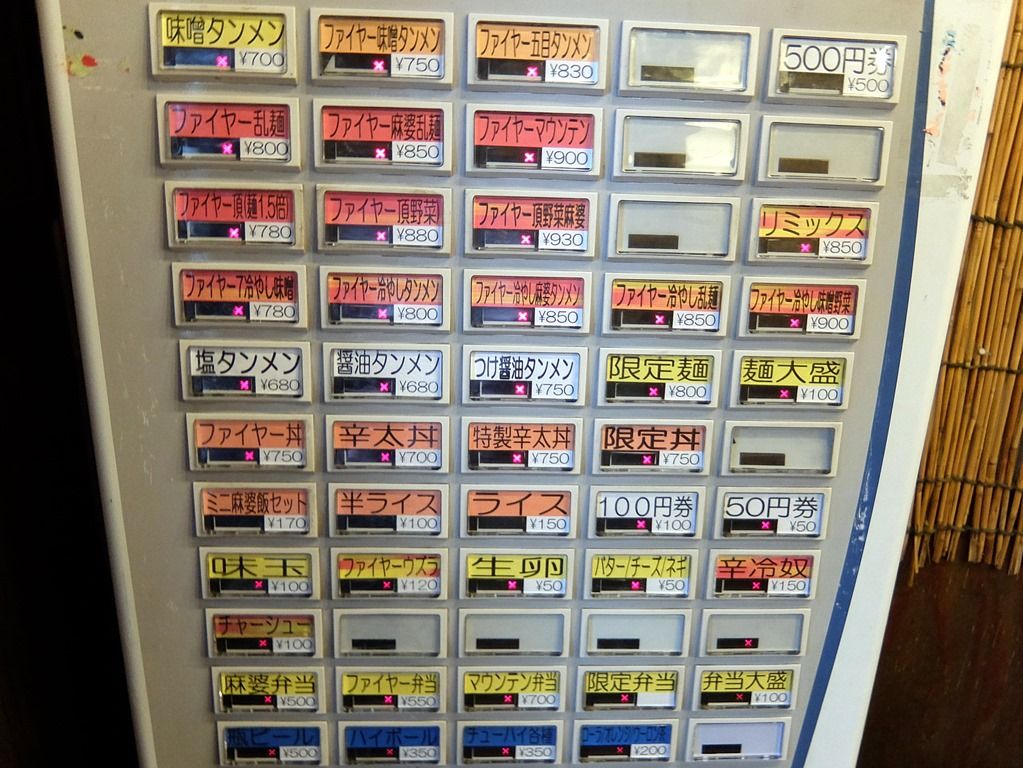 味噌タンメン ¥700
ファイヤー味噌タンメン ¥750
ファイヤー五目タンメン ¥830
500円券 ¥500
ファイヤー乱麺 ¥800
ファイヤー麻婆乱麺 ¥850
ファイヤーマウンテン ¥900
ファイヤー頂(麺1.5倍) ¥780
ファイヤー頂野菜 ¥880
ファイヤー頂野菜麻婆 ¥930
リミックス ¥850
ファイヤー冷やし味噌 ¥780
ファイヤー冷やしタンメン ¥800
ファイヤー冷やし麻婆タンメン ¥850
ファイヤー冷やし乱麺 ¥850
ファイヤー冷やし味噌野菜 ¥900
塩タンメン ¥680
醤油タンメン ¥680
つけ醤油タンメン ¥750
限定麺 ¥800
麺大盛 ¥100
ファイヤー丼 ¥750
辛太丼 ¥700
特製辛太丼 ¥750
限定丼 ¥750
ミニ麻婆飯セット ¥170
半ライス ¥100
ライス ¥150
100円券 ¥100
50円券 ¥50
味玉 ¥100
ファイヤーウズラ ¥120
生卵 ¥50
バター/チーズ/ネギ ¥50
辛冷奴 ¥150
チャーシュー ¥100
麻婆弁当 ¥500
ファイヤー弁当 ¥550
マウンテン弁当 ¥700
限定弁当
弁当大盛 ¥100
瓶ビール ¥500
ハイボール ¥350
チューハイ各種 ¥350
コーラ/オレンジ/ウーロン茶 ¥200